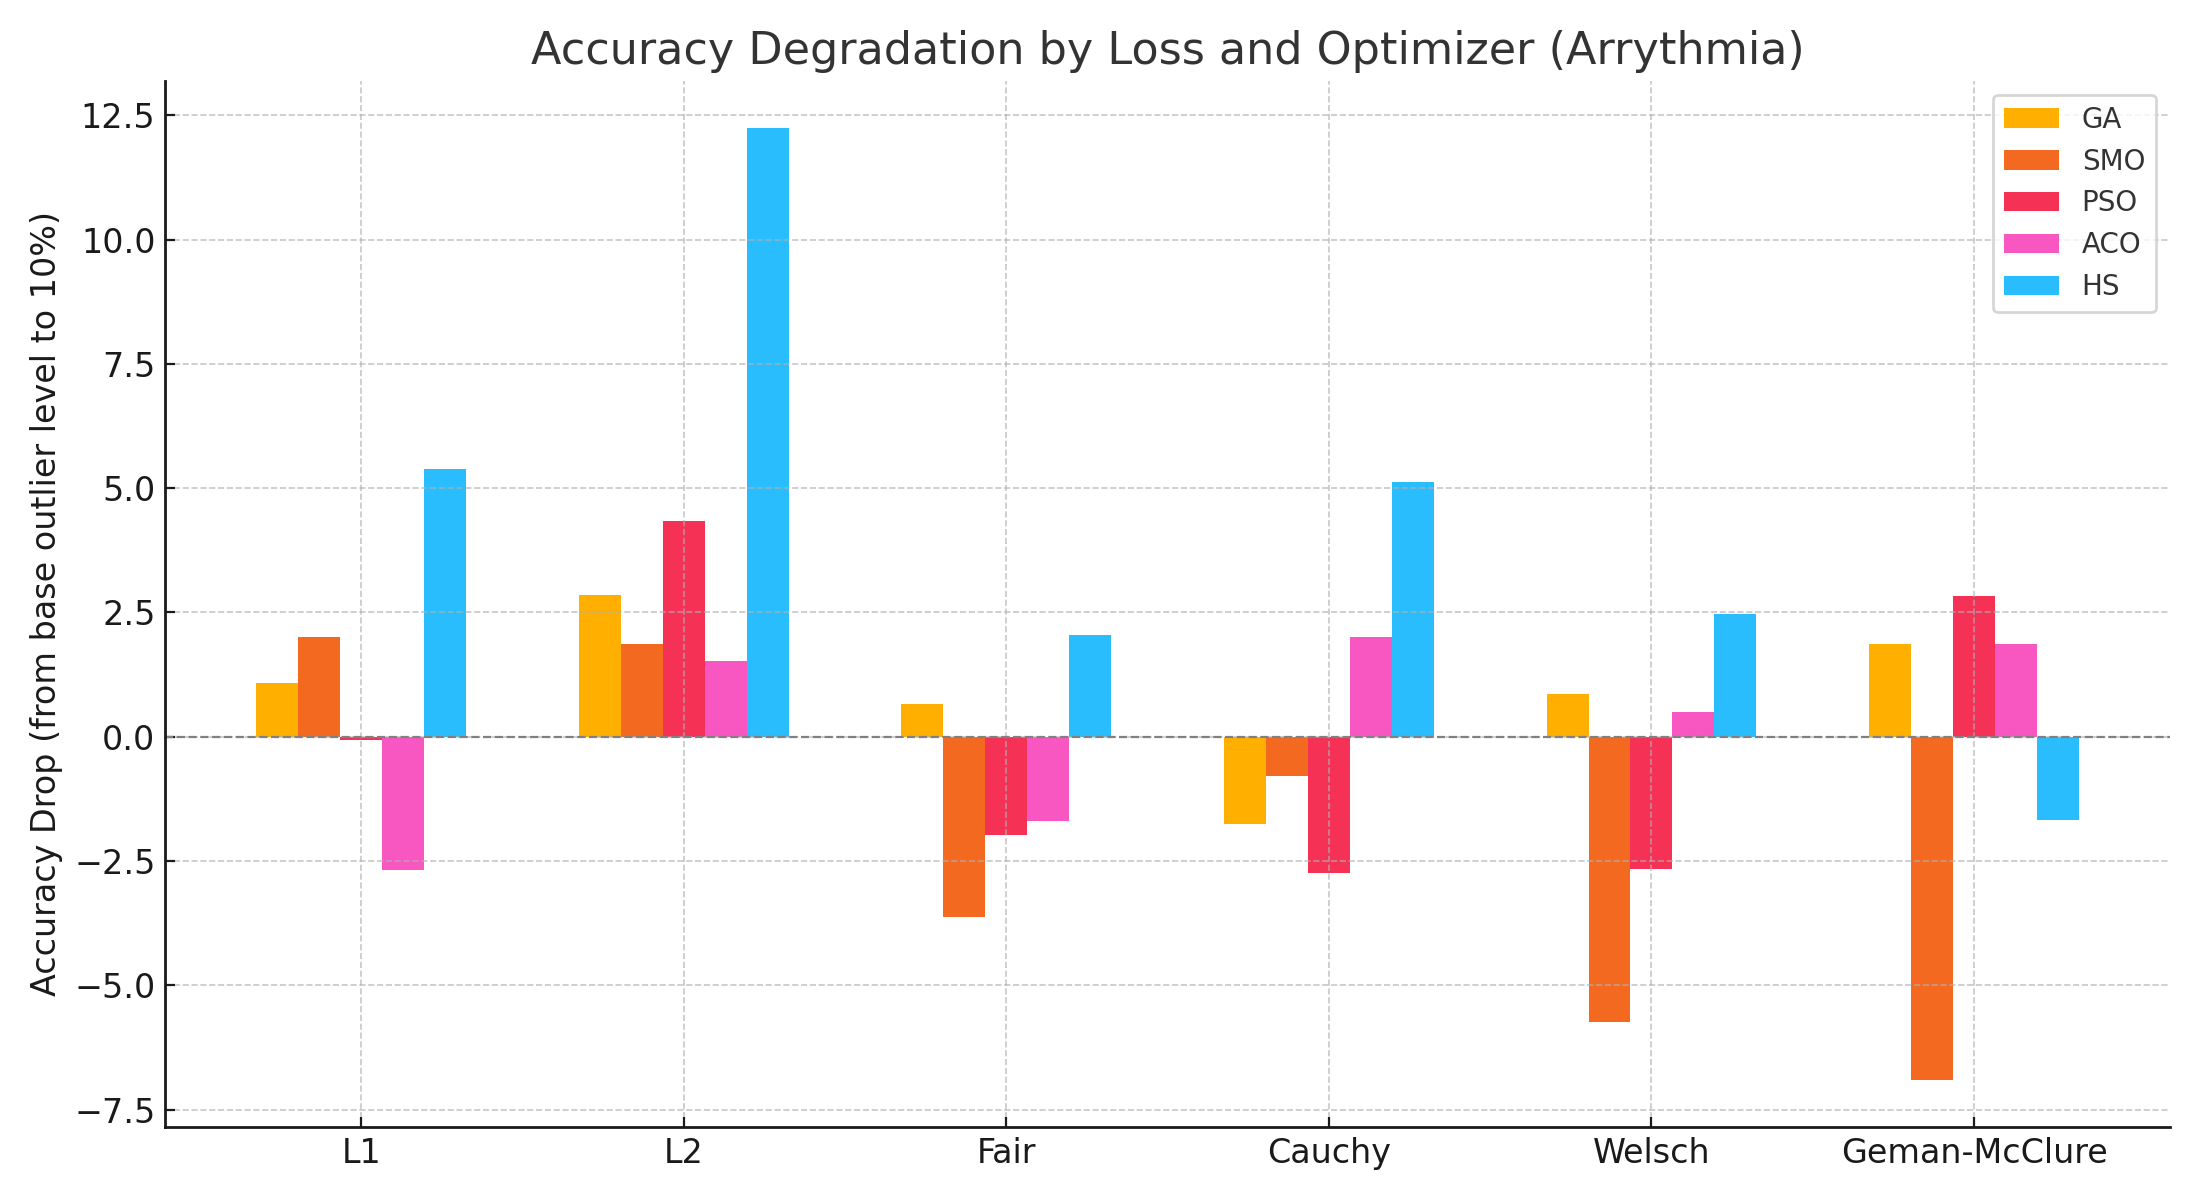 Accuracy Degradation by Loss and Optimizer (Arrythmia)
Accuracy Drop (from base outlier level to 10%)
12.5
10.0
7.5
5.0
2.5
0.0
−2.5
−5.0
−7.5
L1
L2
Fair
Cauchy
Welsch
Geman-McClure
GA
SMO
PSO
ACO
HS